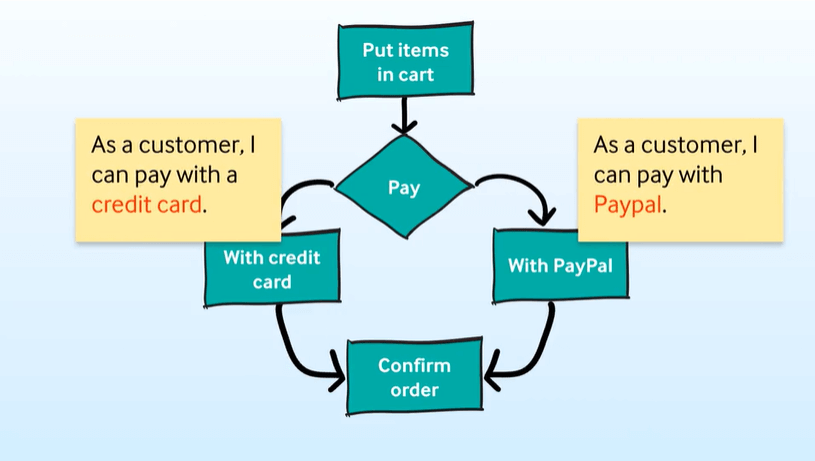 Put items
in cart
As a customer, I
can pay with a
credit card.
Pay
As a customer, I
can pay with
Paypal.
With credit
card
With PayPal
Confirm
order